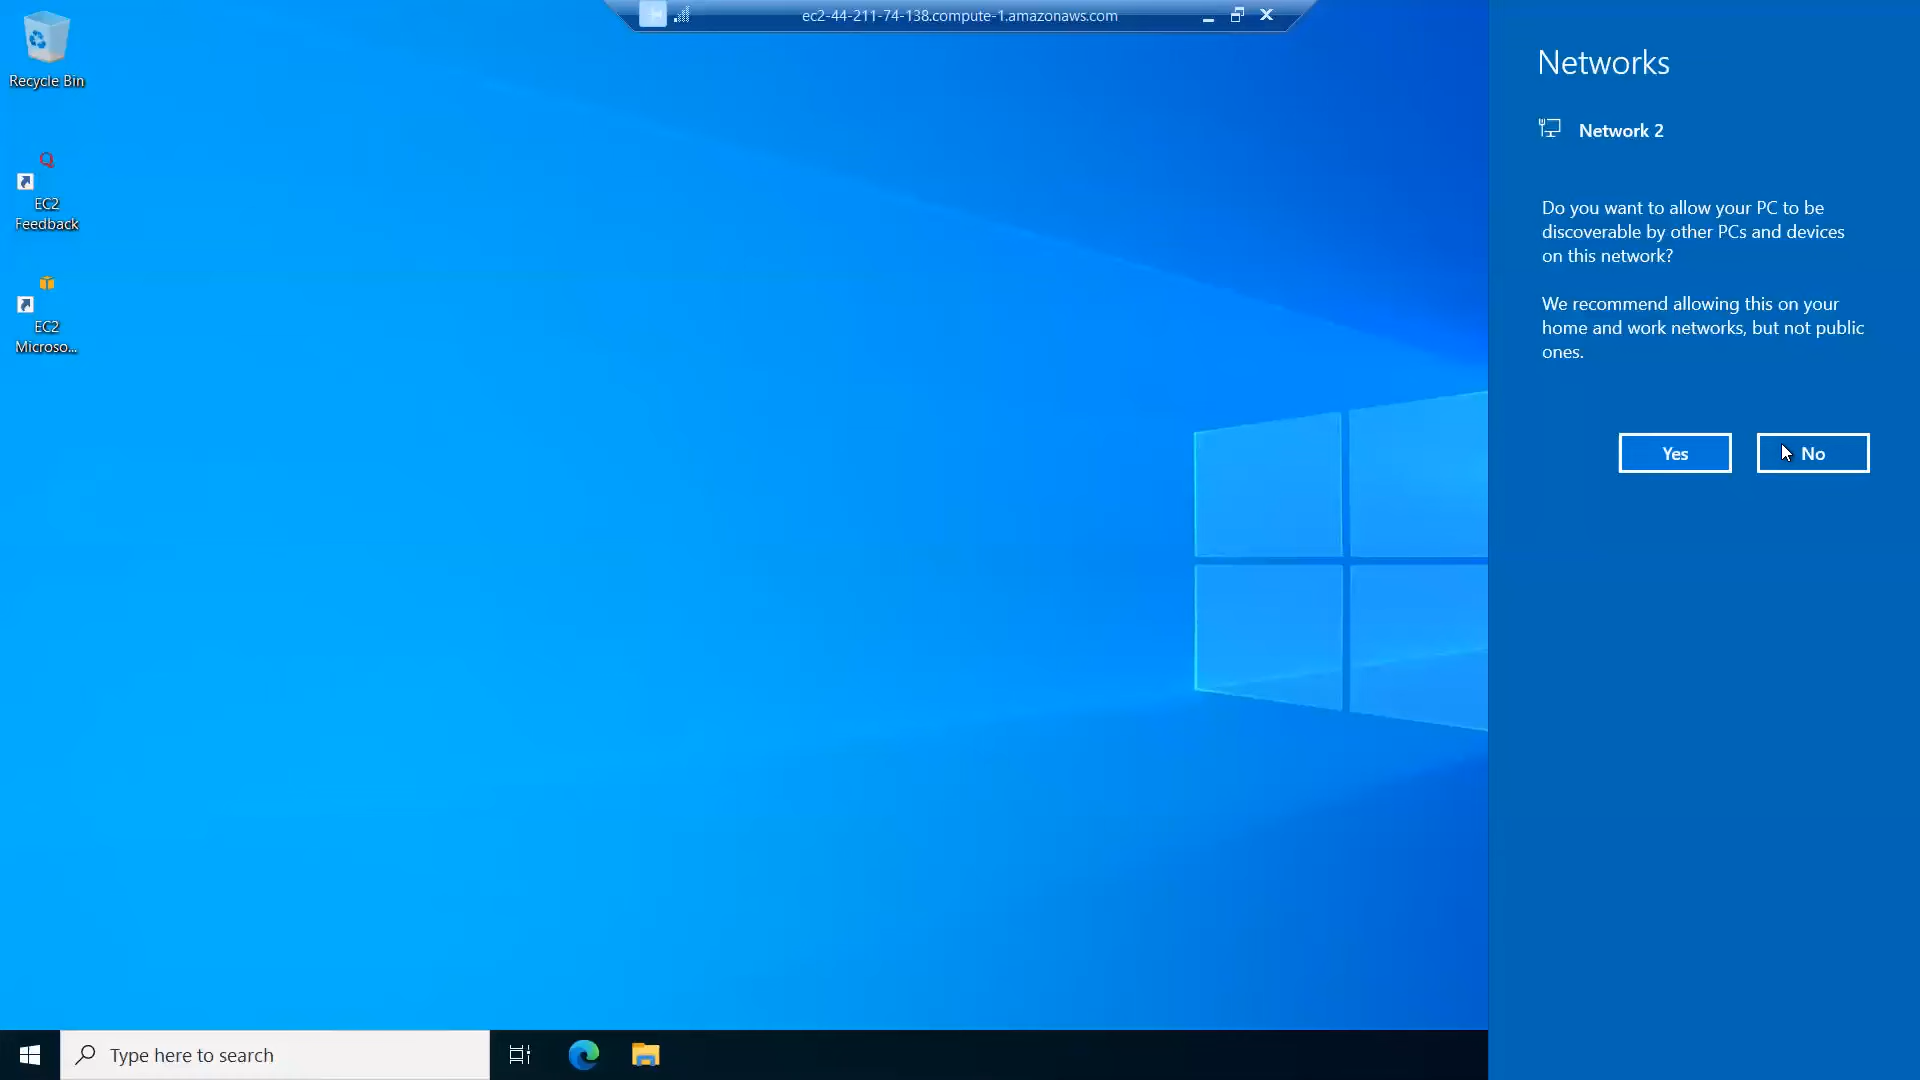 ec2-44-211-74-138.compute-1.amazonaws.com
Recycle Bin
EC2
Feedback
EC2
Microso...
Networks
Network 2
Do you want to allow your PC to be
discoverable by other PCs and devices
on this network?
We recommend allowing this on your
home and work networks, but not public
ones.
Yes
No
Type here to search